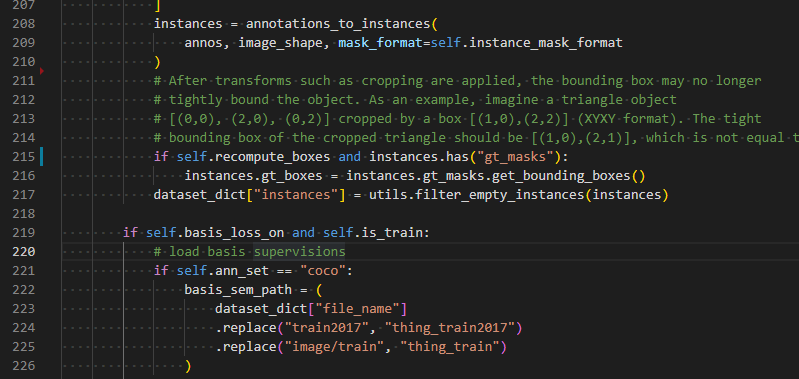 207 ]
208 instances = annotations_to_instances(
209 annos, image_shape, mask_format=self.instance_mask_format
210 )
211 # After transforms such as cropping are applied, the bounding box may no longer
212 # tightly bound the object. As an example, imagine a triangle object
213 # [(0,0), (2,0), (0,2)] cropped by a box [(1,0),(2,2)] (XYXY format). The tight
214 # bounding box of the cropped triangle should be [(1,0),(2,1)], which is not equal t
215 if self.recompute_boxes and instances.has("gt_masks"):
216 instances.gt_boxes = instances.gt_masks.get_bounding_boxes()
217 dataset_dict["instances"] = utils.filter_empty_instances(instances)
218
219 if self.basis_loss_on and self.is_train:
220 # load basis supervisions
221 if self.ann_set == "coco":
222 basis_sem_path = (
223 dataset_dict["file_name"]
224 .replace("train2017", "thing_train2017")
225 .replace("image/train", "thing_train")
226 )